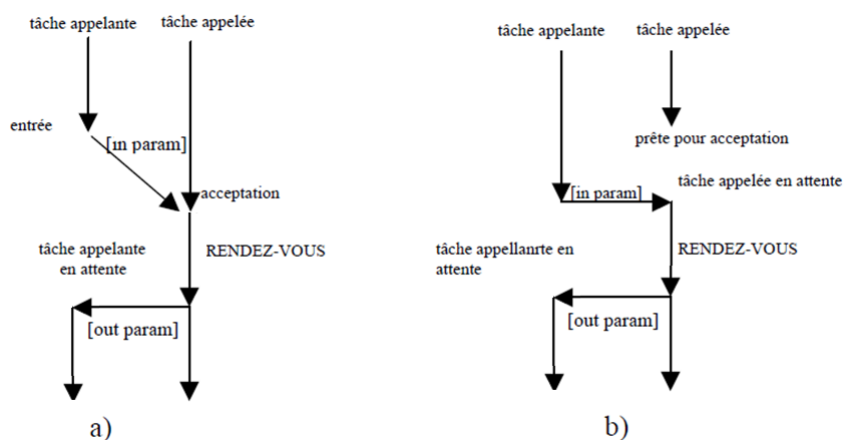 tâche appelante
tâche appelée
entrée
[in param]
acceptation
tâche appelante
en attente
RENDEZ-VOUS
[out param]
a)
tâche appelante
tâche appelée
prête pour acceptation
tâche appelée en attente
[in param]
tâche appellanrte en
attente
RENDEZ-VOUS
[out param]
b)